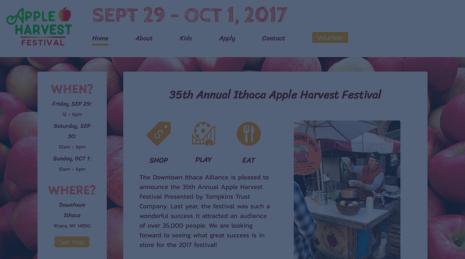 APPLE
HARVEST
FESTIVAL
SEPT 29 - OCT 1, 2017
Home
About
Kids
Apply
Contact
Volunteer
WHEN?
Friday, SEP 29:
12 - 6pm
Saturday, SEP
30:
10am - 6pm
Sunday, OCT 1:
10am - 6pm
WHERE?
Downtown
Ithaca
Ithaca, NY 14850
35th Annual Ithaca Apple Harvest Festival
SHOP
PLAY
EAT
The Downtown Ithaca Alliance is pleased to
announce the 35th Annual Apple Harvest
Festival Presented by Tompkins Trust
Company. Last year, the festival was such a
wonderful success it attracted an audience
of over 35,000 people. We are looking
forward to seeing what great success is in
store for the 2017 festival!